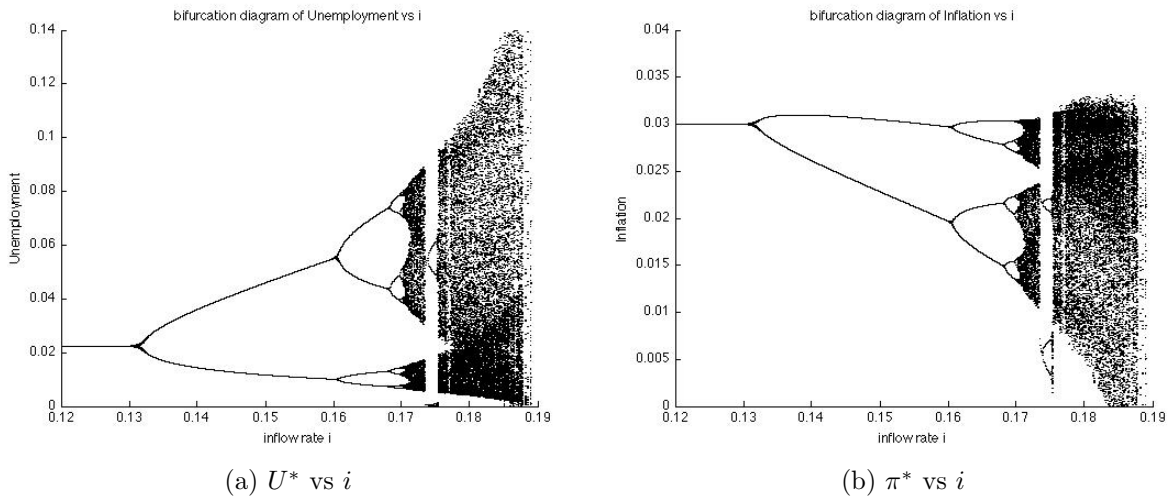 bifurcation diagram of Unemployment vs i
0.14
0.12
0.1
0.08
0.06
0.04
0.02
0
Unemployment
0.12 0.13 0.14 0.15 0.16 0.17 0.18 0.19
inflow rate i
(a) U* vs i
bifurcation diagram of Inflation vs i
0.04
0.035
0.03
0.025
0.02
0.015
0.01
0.005
0
Inflation
0.12 0.13 0.14 0.15 0.16 0.17 0.18 0.19
inflow rate i
(b) π* vs i